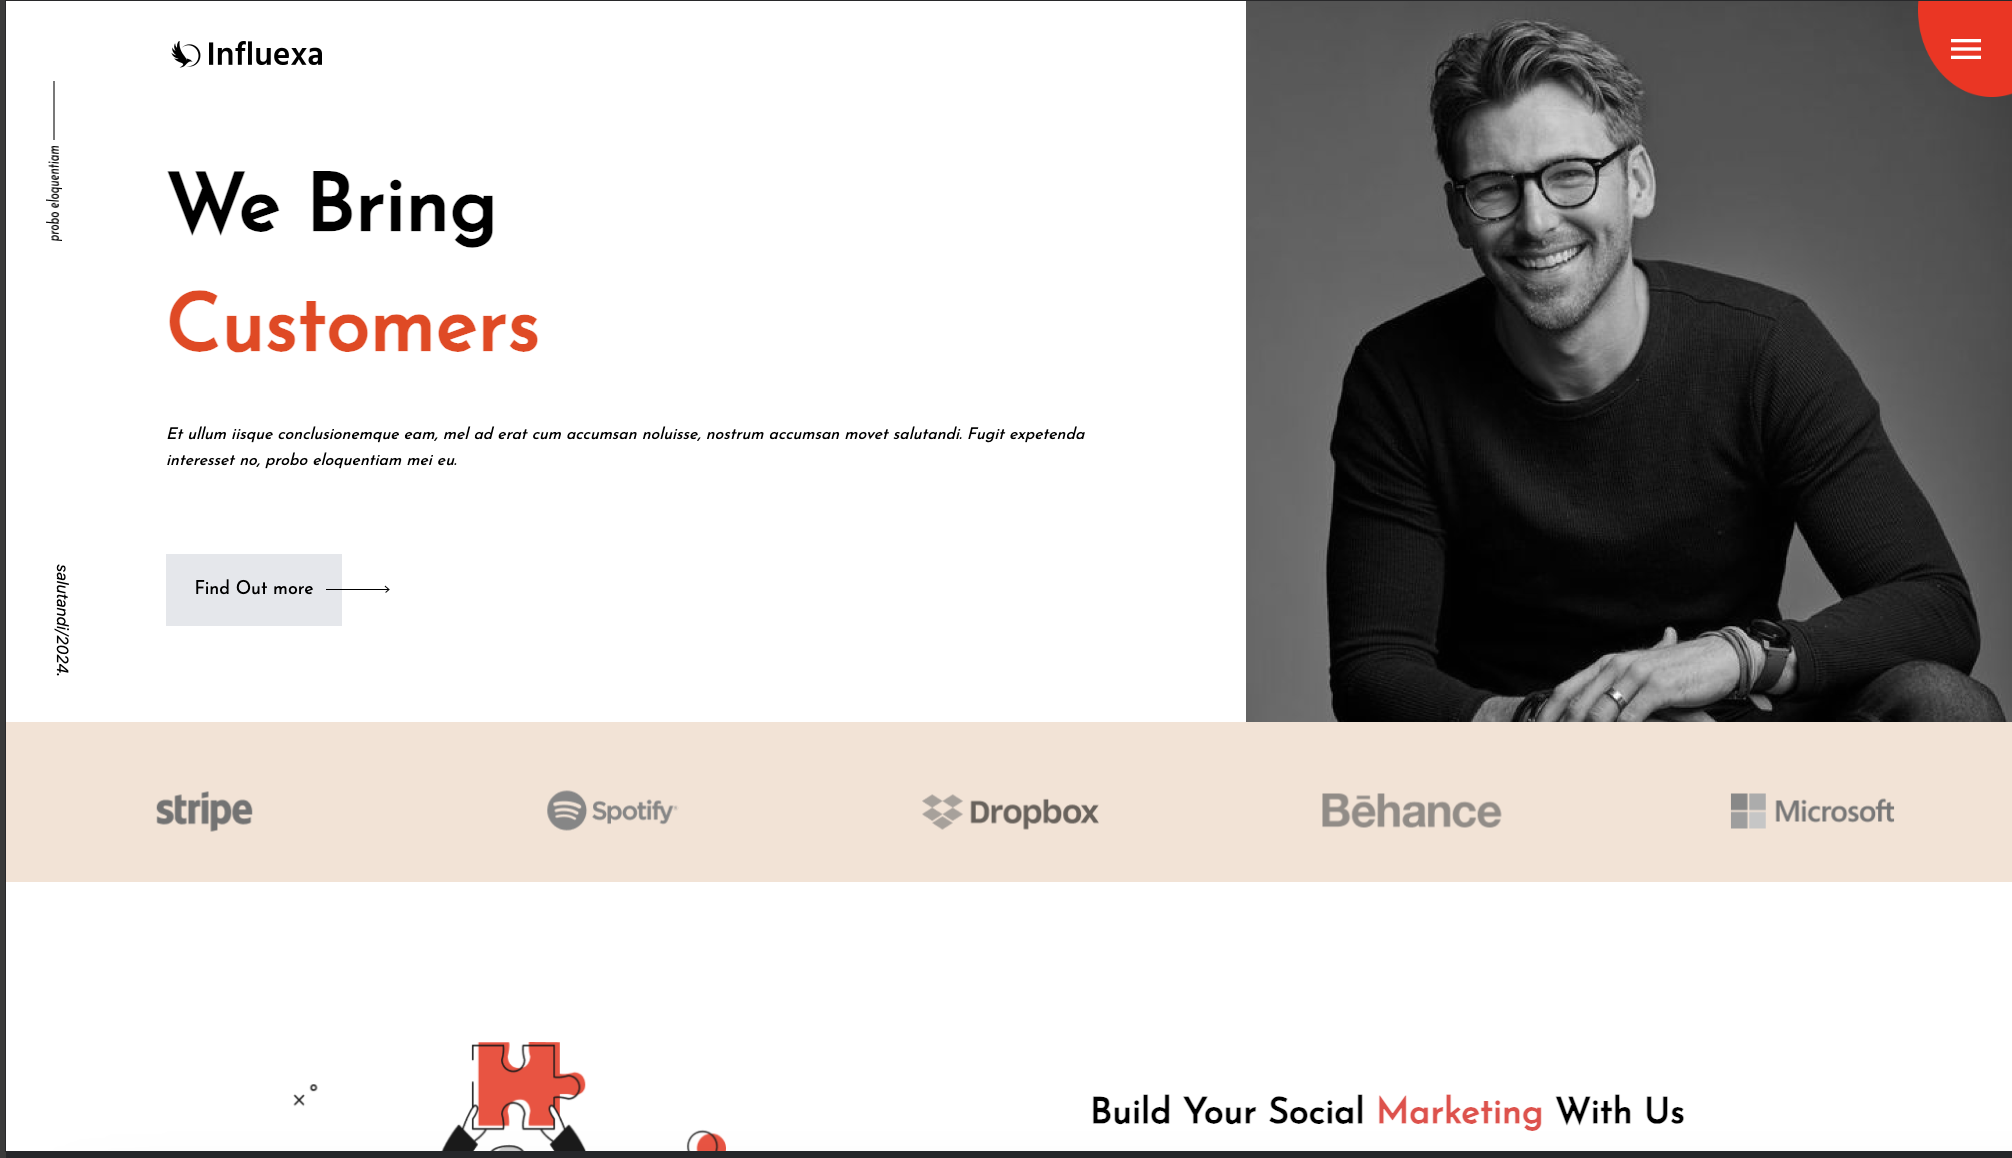 Influexa
probo eloquentiam
We Bring
Customers
Et ullum iisque conclusionemque eam, mel ad erat cum accumsan noluisse, nostrum accumsan movet salutandi. Fugit expetenda
interesset no, probo eloquentiam mei eu.
Find Out more
salutandi/2024.
stripe
Spotify
Dropbox
Bēhance
Microsoft
Build Your Social Marketing With Us